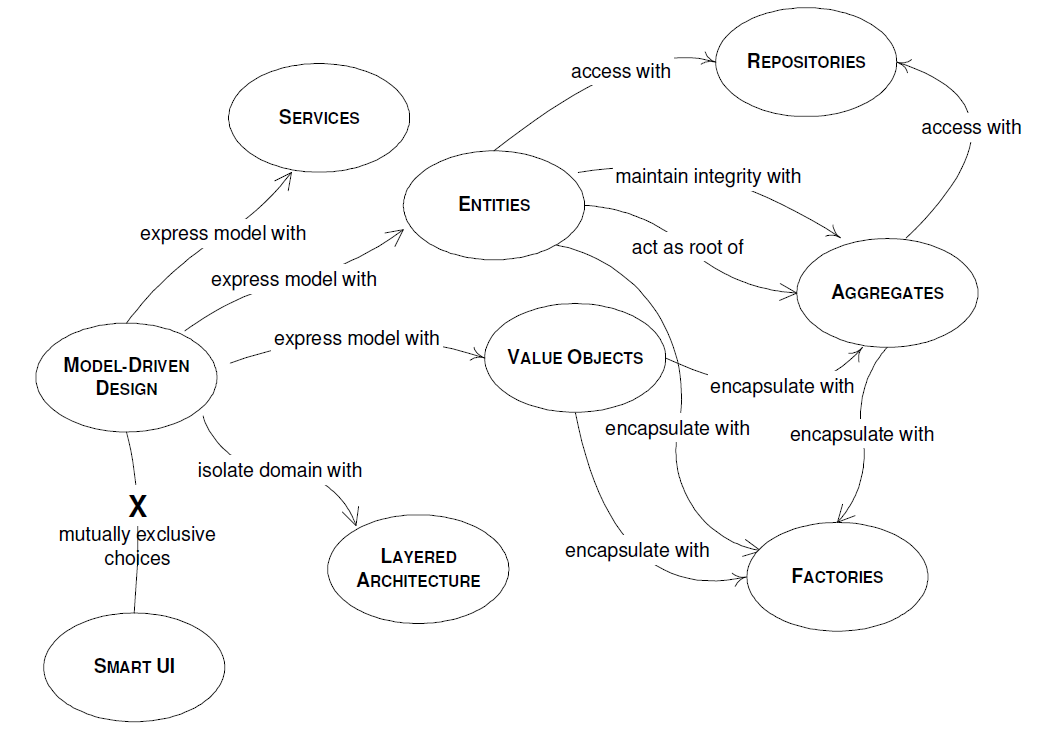 REPOSITORIES
access with
SERVICES
access with
maintain integrity with
ENTITIES
express model with
act as root of
express model with
AGGREGATES
express model with
VALUE OBJECTS
MODEL-DRIVEN
DESIGN
encapsulate with
encapsulate with
encapsulate with
isolate domain with
X
mutually exclusive
choices
encapsulate with
LAYERED
ARCHITECTURE
FACTORIES
SMART UI